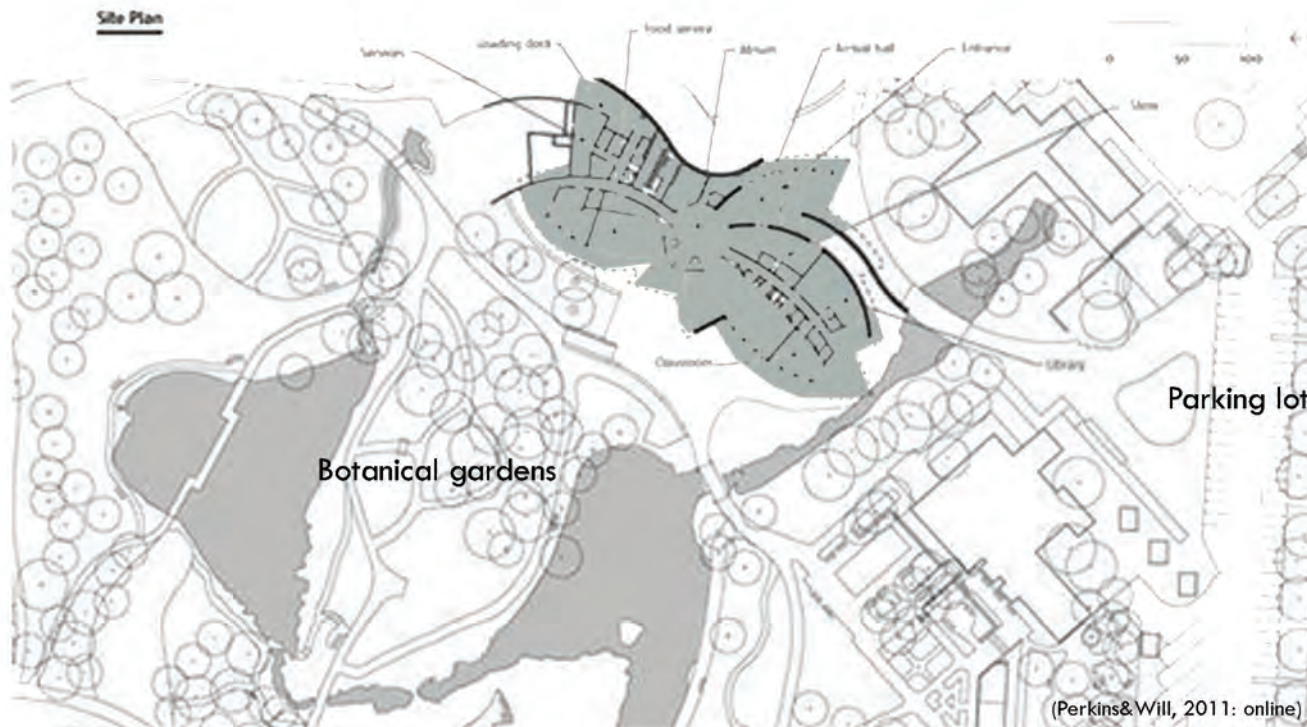 Site Plan
Services
Loading dock
Food service
Atrium
Arrival hall
Entrance
0 50 100
Classrooms
Library
Parking lot
Botanical gardens
(Perkins&Will, 2011: online)